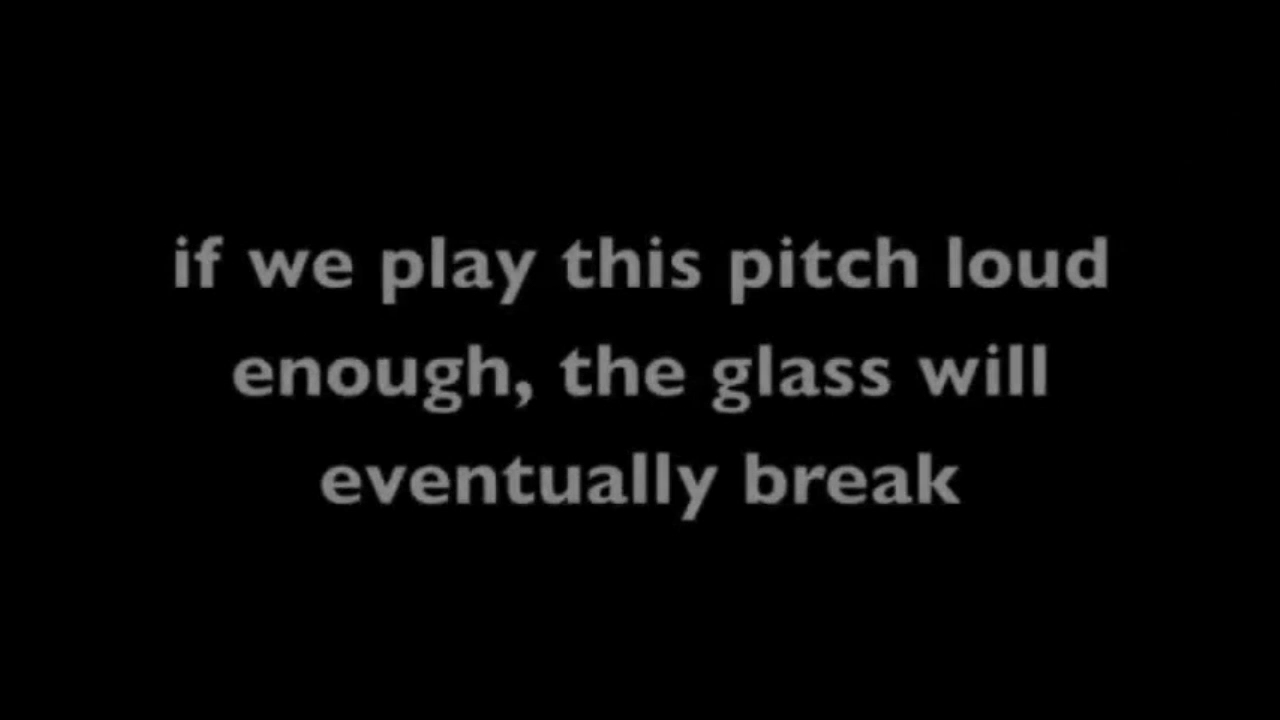 if we play this pitch loud
enough, the glass will
eventually break